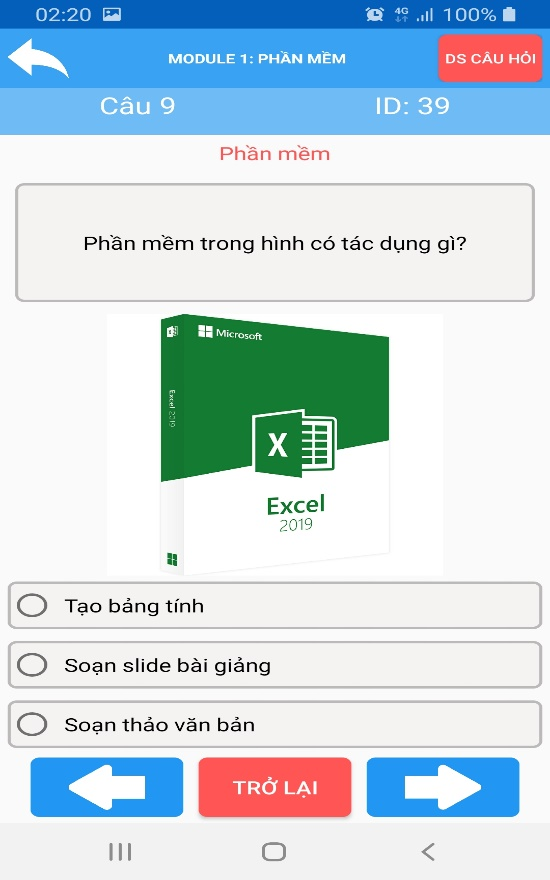 02:20 4G 100%
MODULE 1: PHẦN MỀM
DS CÂU HỎI
Câu 9 ID: 39
Phần mềm
Phần mềm trong hình có tác dụng gì?
Microsoft
Excel 2019
X
Excel
2019
Tạo bảng tính
Soạn slide bài giảng
Soạn thảo văn bản
TRỞ LẠI